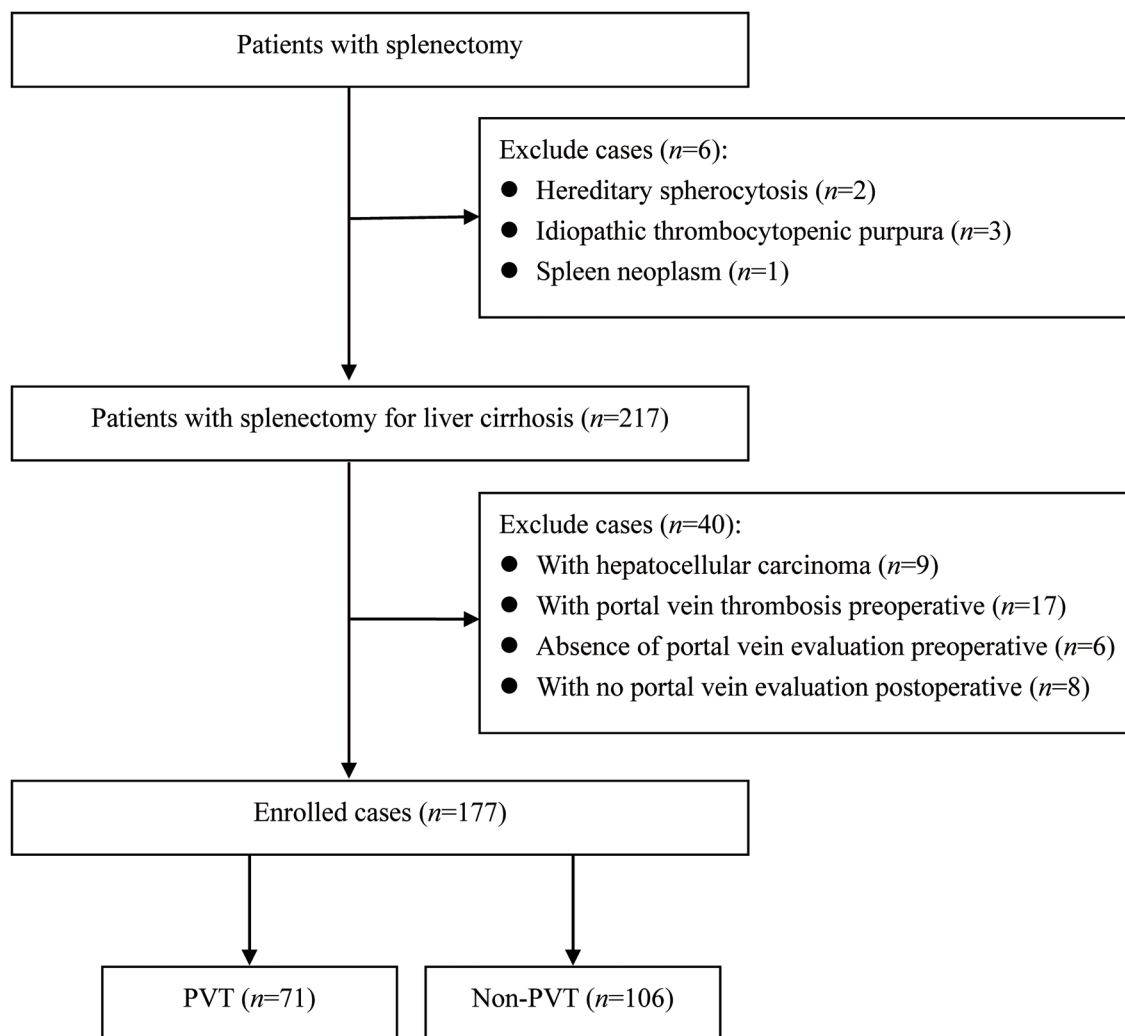 Patients with splenectomy
Exclude cases (n=6):
● Hereditary spherocytosis (n=2)
● Idiopathic thrombocytopenic purpura (n=3)
● Spleen neoplasm (n=1)
Patients with splenectomy for liver cirrhosis (n=217)
Exclude cases (n=40):
● With hepatocellular carcinoma (n=9)
● With portal vein thrombosis preoperative (n=17)
● Absence of portal vein evaluation preoperative (n=6)
● With no portal vein evaluation postoperative (n=8)
Enrolled cases (n=177)
PVT (n=71)
Non-PVT (n=106)